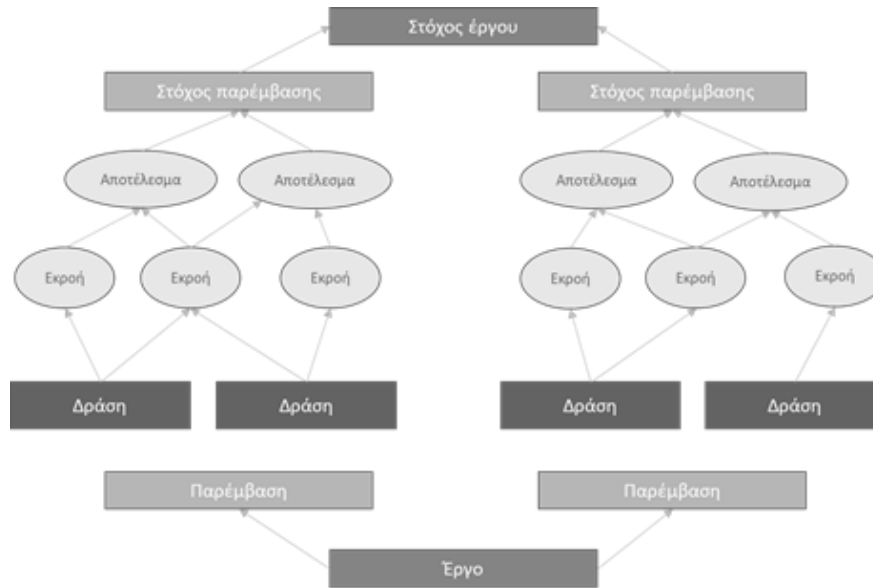 Στόχος έργου
Στόχος παρέμβασης
Στόχος παρέμβασης
Αποτέλεσμα
Αποτέλεσμα
Αποτέλεσμα
Αποτέλεσμα
Εκροή
Εκροή
Εκροή
Εκροή
Εκροή
Εκροή
Δράση
Δράση
Δράση
Δράση
Παρέμβαση
Παρέμβαση
Έργο